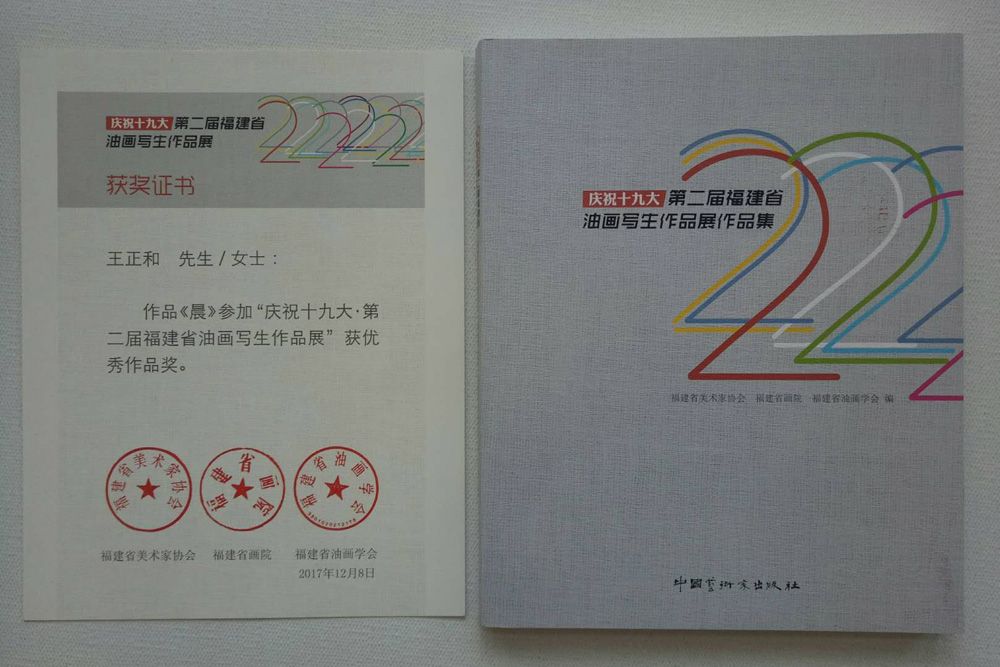 庆祝十九大 第二届福建省
油画写生作品展
获奖证书
王正和 先生/女士：
作品《晨》参加“庆祝十九大·第
二届福建省油画写生作品展”获优
秀作品奖。
福建省美术家协会
福建省画院
福建省油画学会
福建省美术家协会 福建省画院 福建省油画学会
2017年12月8日
庆祝十九大 第二届福建省
油画写生作品展作品集
福建省美术家协会 福建省画院 福建省油画学会 编
中国艺术家出版社